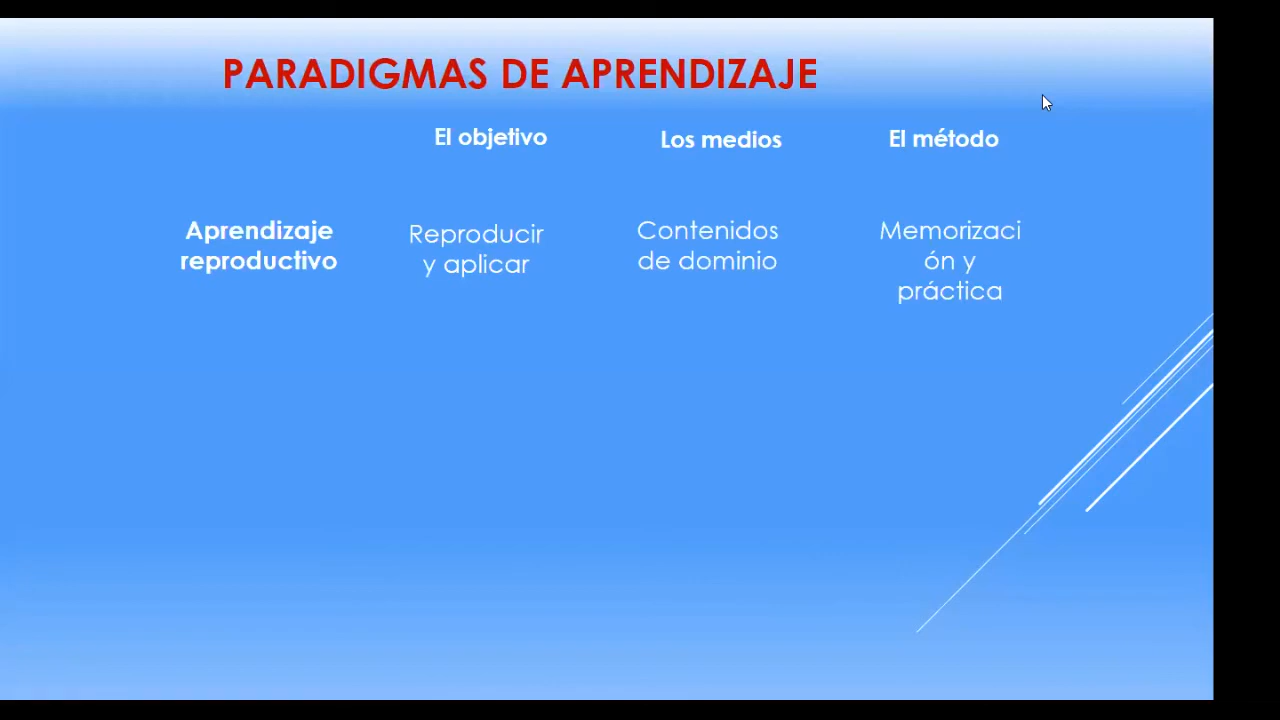 PARADIGMAS DE APRENDIZAJE
El objetivo
Los medios
El método
Aprendizaje
reproductivo
Reproducir
y aplicar
Contenidos
de dominio
Memorizaci
ón y
práctica